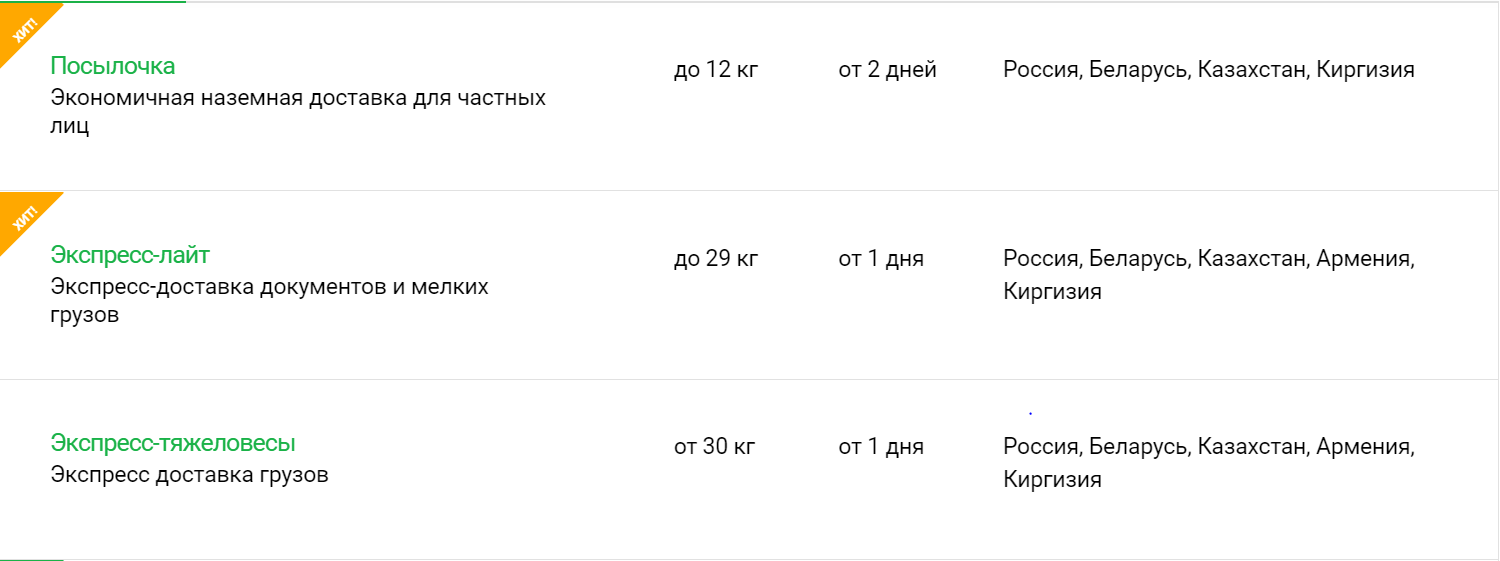 ХИТ!
Посылочка
Экономичная наземная доставка для частных
лиц
до 12 кг
от 2 дней
Россия, Беларусь, Казахстан, Киргизия
ХИТ!
Экспресс-лайт
Экспресс-доставка документов и мелких
грузов
до 29 кг
от 1 дня
Россия, Беларусь, Казахстан, Армения,
Киргизия
Экспресс-тяжеловесы
Экспресс доставка грузов
от 30 кг
от 1 дня
Россия, Беларусь, Казахстан, Армения,
Киргизия